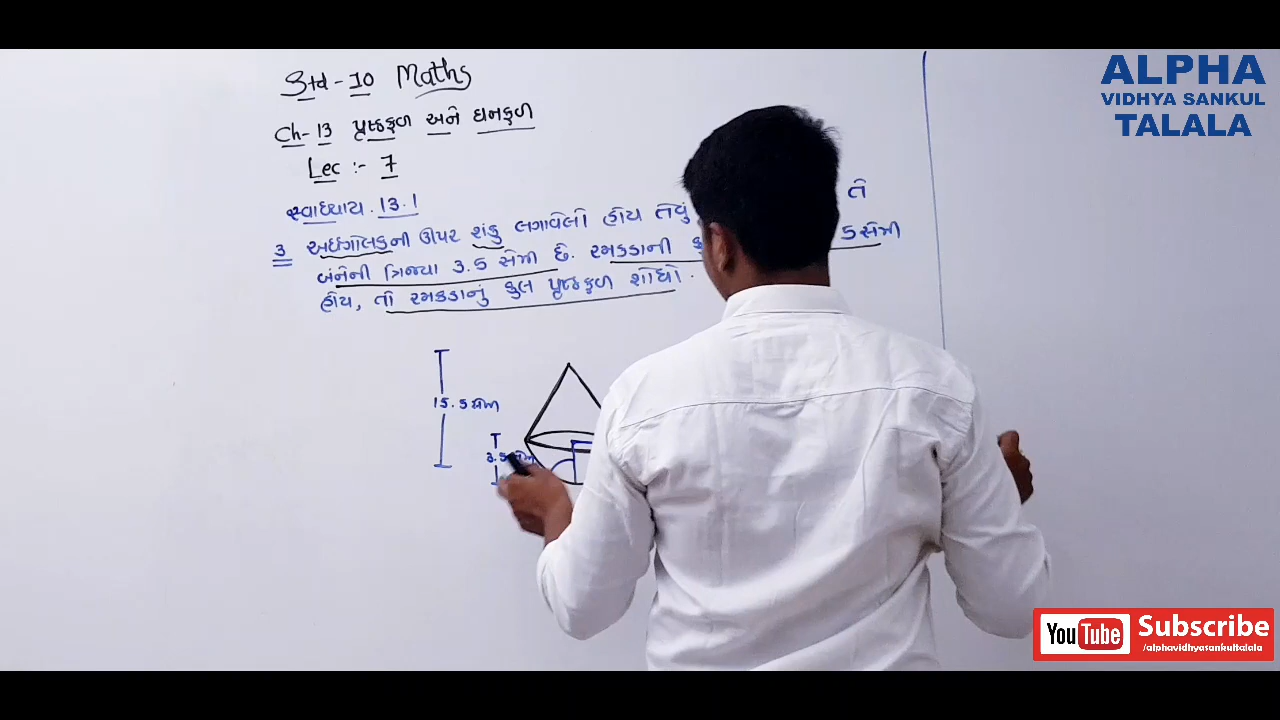 Std - 10 Maths
Ch - 13 પૃષ્ઠફળ અને ઘનફળ
Lec :- 7
સ્વાધ્યાય. 13.1
3 અર્ધગોલકની ઊપર શંકુ લગાવેલો હોય તેવું તે
બંનેની ત્રિજ્યા 3.5 સેમી છે. રમકડાની 5 સેમી
હોય, તો રમકડાનું કુલ પૃષ્ઠફળ શોધો.
15.5 સેમી
ALPHA
VIDHYA SANKUL
TALALA
YouTube Subscribe
/alphavidhyasankultalala